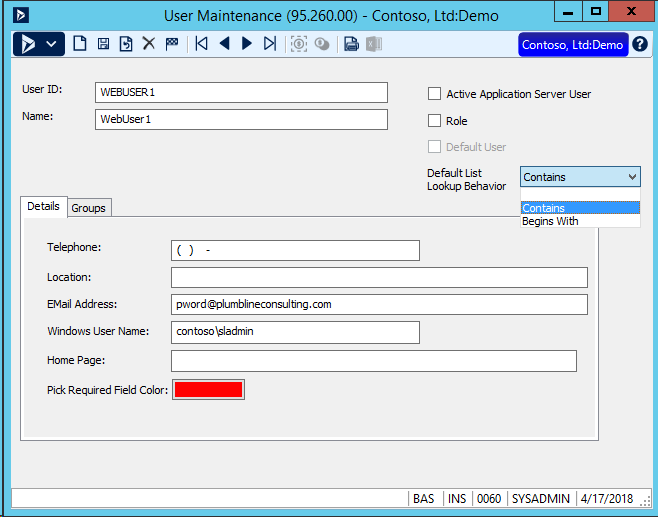 User Maintenance (95.260.00) - Contoso, Ltd:Demo
Contoso, Ltd:Demo
User ID: WEBUSER1
Name: WebUser1
Active Application Server User
Role
Default User
Default List
Lookup Behavior
Contains
Contains
Begins With
Details Groups
Telephone: ( ) -
Location:
EMail Address: pword@plumblineconsulting.com
Windows User Name: contoso\sladmin
Home Page:
Pick Required Field Color:
BAS INS 0060 SYSADMIN 4/17/2018